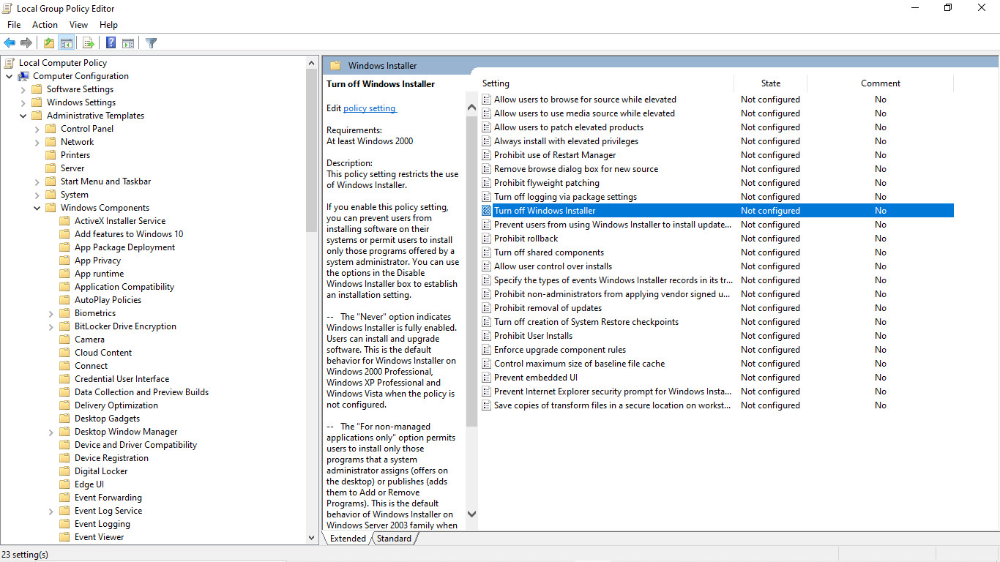 Local Group Policy Editor
File Action View Help
Local Computer Policy
Computer Configuration
Software Settings
Windows Settings
Administrative Templates
Control Panel
Network
Printers
Server
Start Menu and Taskbar
System
Windows Components
ActiveX Installer Service
Add features to Windows 10
App Package Deployment
App Privacy
App runtime
Application Compatibility
AutoPlay Policies
Biometrics
BitLocker Drive Encryption
Camera
Cloud Content
Connect
Credential User Interface
Data Collection and Preview Builds
Delivery Optimization
Desktop Gadgets
Desktop Window Manager
Device and Driver Compatibility
Device Registration
Digital Locker
Edge UI
Event Forwarding
Event Log Service
Event Logging
Event Viewer
Windows Installer
Turn off Windows Installer
Edit policy setting
Requirements:
At least Windows 2000
Description:
This policy setting restricts the use
of Windows Installer.
If you enable this policy setting,
you can prevent users from
installing software on their
systems or permit users to install
only those programs offered by a
system administrator. You can use
the options in the Disable
Windows Installer box to establish
an installation setting.
-- The "Never" option indicates
Windows Installer is fully enabled.
Users can install and upgrade
software. This is the default
behavior for Windows Installer on
Windows 2000 Professional,
Windows XP Professional and
Windows Vista when the policy is
not configured.
-- The "For non-managed
applications only" option permits
users to install only those
programs that a system
administrator assigns (offers on
the desktop) or publishes (adds
them to Add or Remove
Programs). This is the default
behavior of Windows Installer on
Windows Server 2003 family when
Setting State Comment
Allow users to browse for source while elevated Not configured No
Allow users to use media source while elevated Not configured No
Allow users to patch elevated products Not configured No
Always install with elevated privileges Not configured No
Prohibit use of Restart Manager Not configured No
Remove browse dialog box for new source Not configured No
Prohibit flyweight patching Not configured No
Turn off logging via package settings Not configured No
Turn off Windows Installer Not configured No
Prevent users from using Windows Installer to install update... Not configured No
Prohibit rollback Not configured No
Turn off shared components Not configured No
Allow user control over installs Not configured No
Specify the types of events Windows Installer records in its tr... Not configured No
Prohibit non-administrators from applying vendor signed u... Not configured No
Prohibit removal of updates Not configured No
Turn off creation of System Restore checkpoints Not configured No
Prohibit User Installs Not configured No
Enforce upgrade component rules Not configured No
Control maximum size of baseline file cache Not configured No
Prevent embedded UI Not configured No
Prevent Internet Explorer security prompt for Windows Insta... Not configured No
Save copies of transform files in a secure location on workst... Not configured No
Extended Standard
23 setting(s)